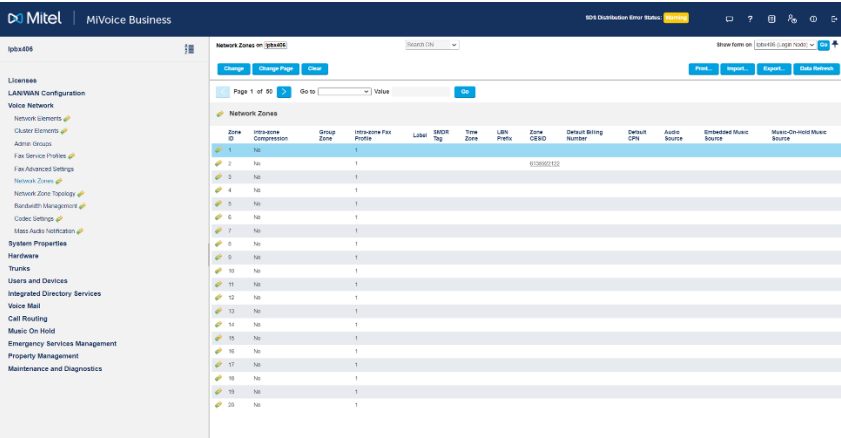 Mitel | MiVoice Business
SDS Distribution Error Status: Warning
lpbx406
Licenses
LAN/WAN Configuration
Voice Network
Network Elements
Cluster Elements
Admin Groups
Fax Service Profiles
Fax Advanced Settings
Network Zones
Network Zone Topology
Bandwidth Management
Codec Settings
Mass Audio Notification
System Properties
Hardware
Trunks
Users and Devices
Integrated Directory Services
Voice Mail
Call Routing
Music On Hold
Emergency Services Management
Property Management
Maintenance and Diagnostics
Network Zones on lpbx406 Search DN Show form on lpbx406 (Login Node) Go
Change Change Page Clear Print... Import... Export... Data Refresh
< Page 1 of 50 > Go to Value Go
Network Zones
Zone ID Intra-zone Compression Group Zone Intra-zone Fax Profile Label SMDR Tag Time Zone LBN Prefix Zone CESID Default Billing Number Default CPN Audio Source Embedded Music Source Music-On-Hold Music Source
1 No 1
2 No 1 6136922122
3 No 1
4 No 1
5 No 1
6 No 1
7 No 1
8 No 1
9 No 1
10 No 1
11 No 1
12 No 1
13 No 1
14 No 1
15 No 1
16 No 1
17 No 1
18 No 1
19 No 1
20 No 1